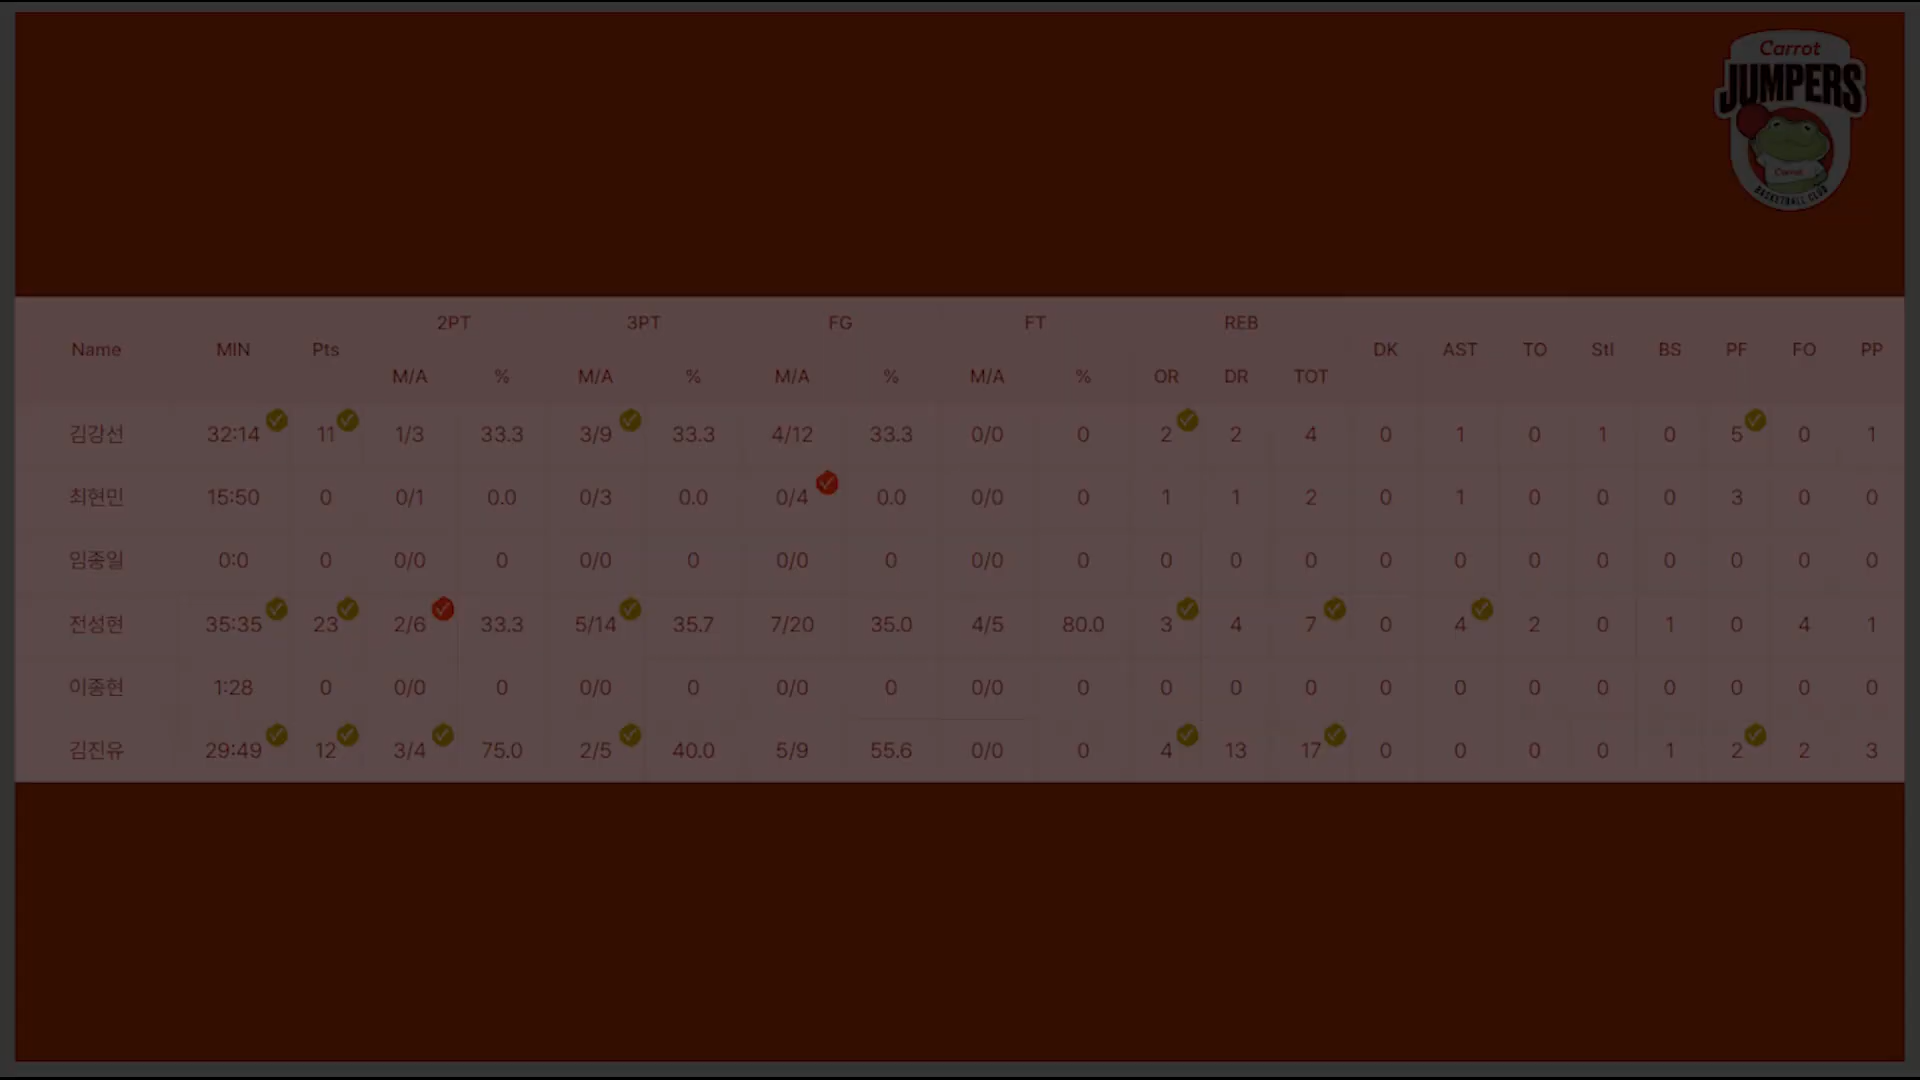 Carrot
JUMPERS
Carrot
BASKETBALL CLUB
2PT 3PT FG FT REB
Name MIN Pts DK AST TO Stl BS PF FO PP
M/A % M/A % M/A % M/A % OR DR TOT
김강선 32:14 11 1/3 33.3 3/9 33.3 4/12 33.3 0/0 0 2 2 4 0 1 0 1 0 5 0 1
최현민 15:50 0 0/1 0.0 0/3 0.0 0/4 0.0 0/0 0 1 1 2 0 1 0 0 0 3 0 0
임종일 0:0 0 0/0 0 0/0 0 0/0 0 0/0 0 0 0 0 0 0 0 0 0 0 0 0
전성현 35:35 23 2/6 33.3 5/14 35.7 7/20 35.0 4/5 80.0 3 4 7 0 4 2 0 1 0 4 1
이종현 1:28 0 0/0 0 0/0 0 0/0 0 0/0 0 0 0 0 0 0 0 0 0 0 0 0
김진유 29:49 12 3/4 75.0 2/5 40.0 5/9 55.6 0/0 0 4 13 17 0 0 0 0 1 2 2 3